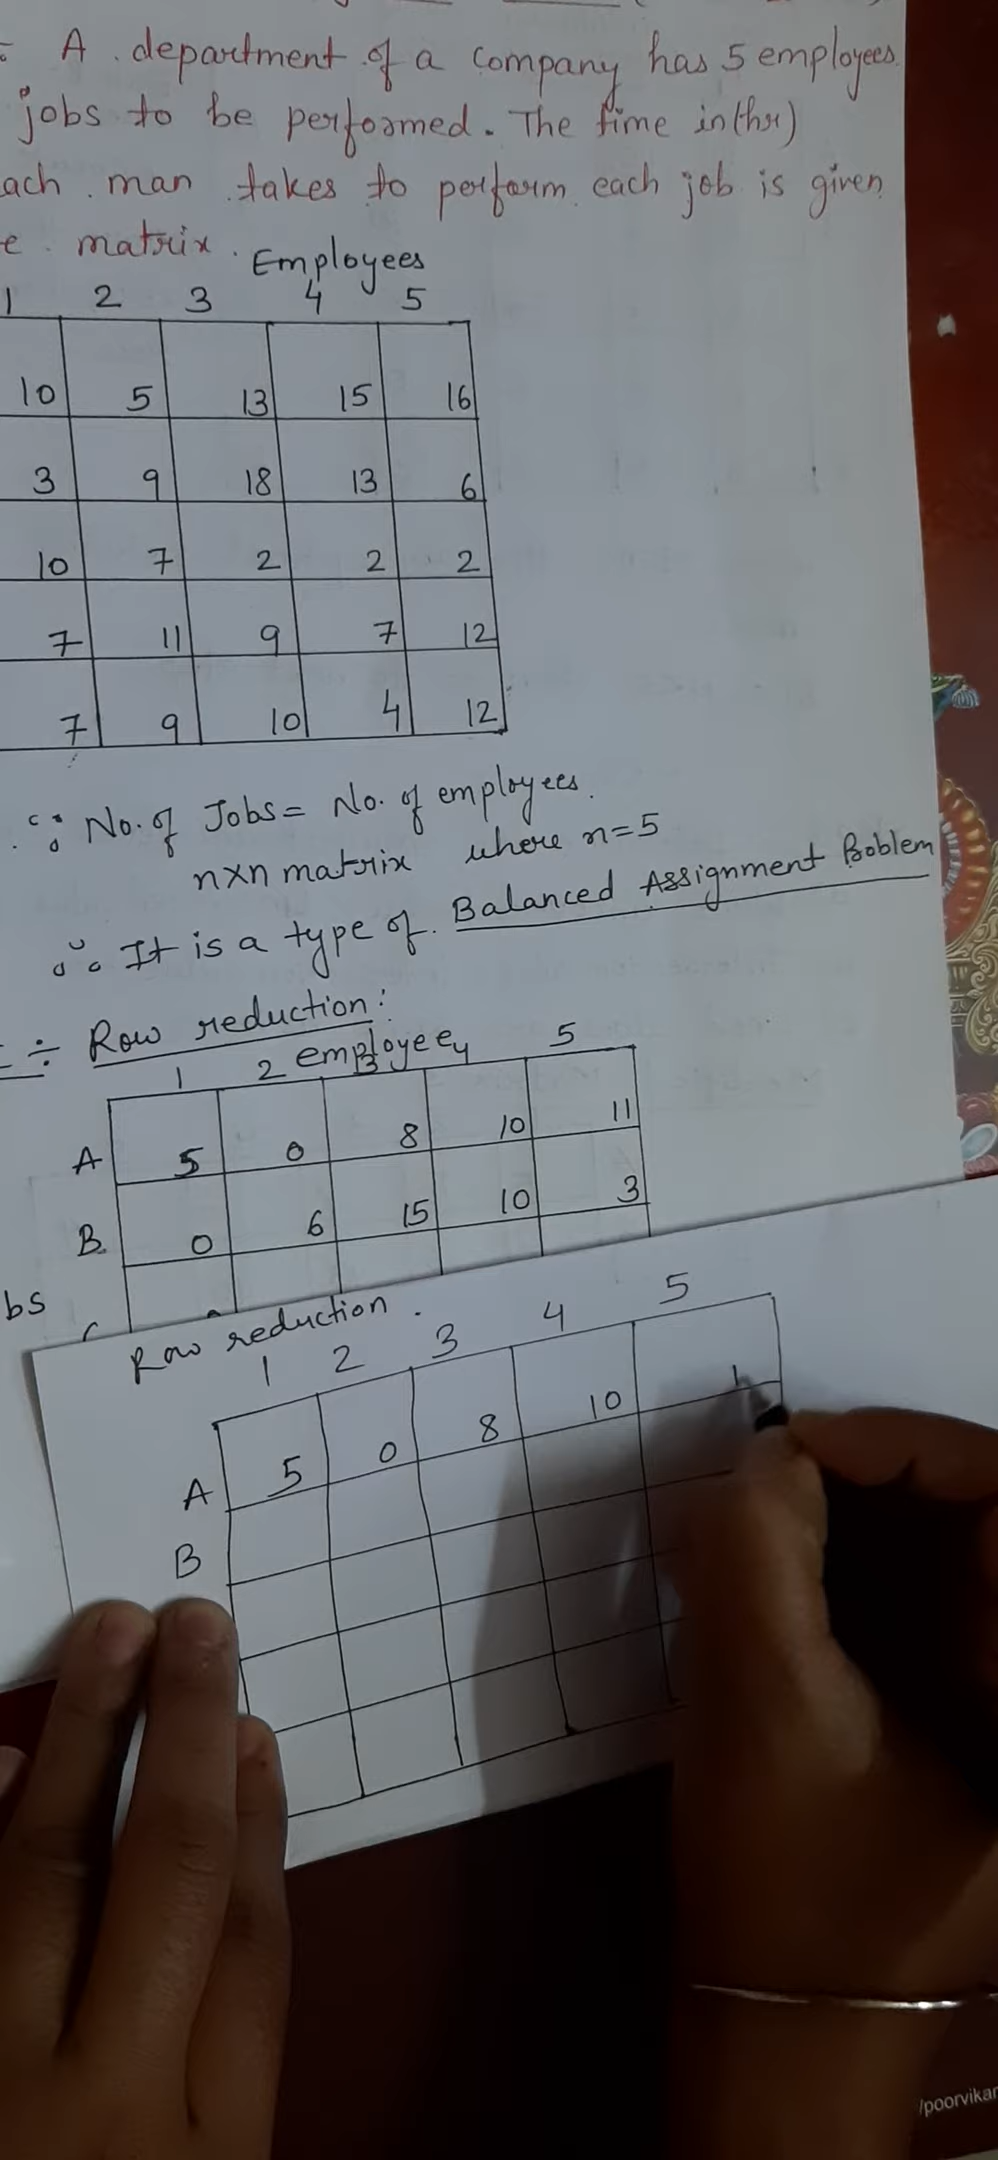 A department of a company has 5 employees
jobs to be performed. The time in (hr)
ach man takes to perform each job is given
e matrix.
Employees
1 2 3 4 5
10 5 13 15 16
3 9 18 13 6
10 7 2 2 2
7 11 9 7 12
7 9 10 4 12
∵ No. of Jobs = No. of employees.
n×n matrix where n=5
∴ It is a type of Balanced Assignment Problem
÷ Row reduction:
employee
1 2 3 4 5
A 5 0 8 10 11
B 0 6 15 10 3
bs
Row reduction.
1 2 3 4 5
A 5 0 8 10 1
B
/poorvikar